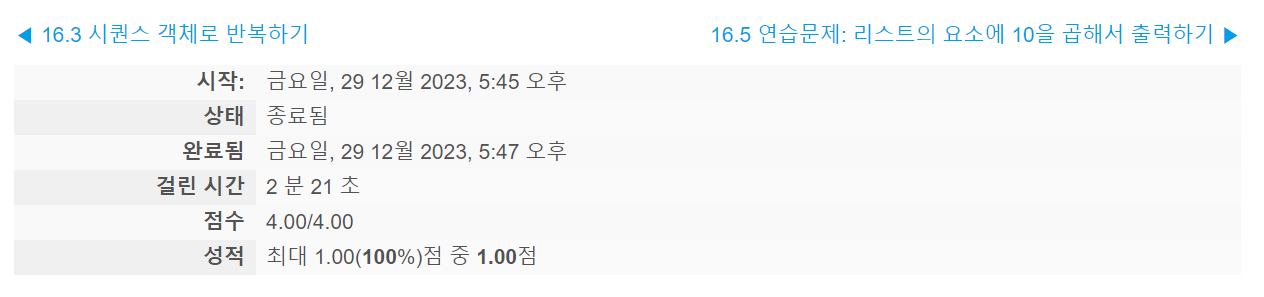 ◀ 16.3 시퀀스 객체로 반복하기 16.5 연습문제: 리스트의 요소에 10을 곱해서 출력하기 ▶
시작: 금요일, 29 12월 2023, 5:45 오후
상태 종료됨
완료됨 금요일, 29 12월 2023, 5:47 오후
걸린 시간 2 분 21 초
점수 4.00/4.00
성적 최대 1.00(100%)점 중 1.00점